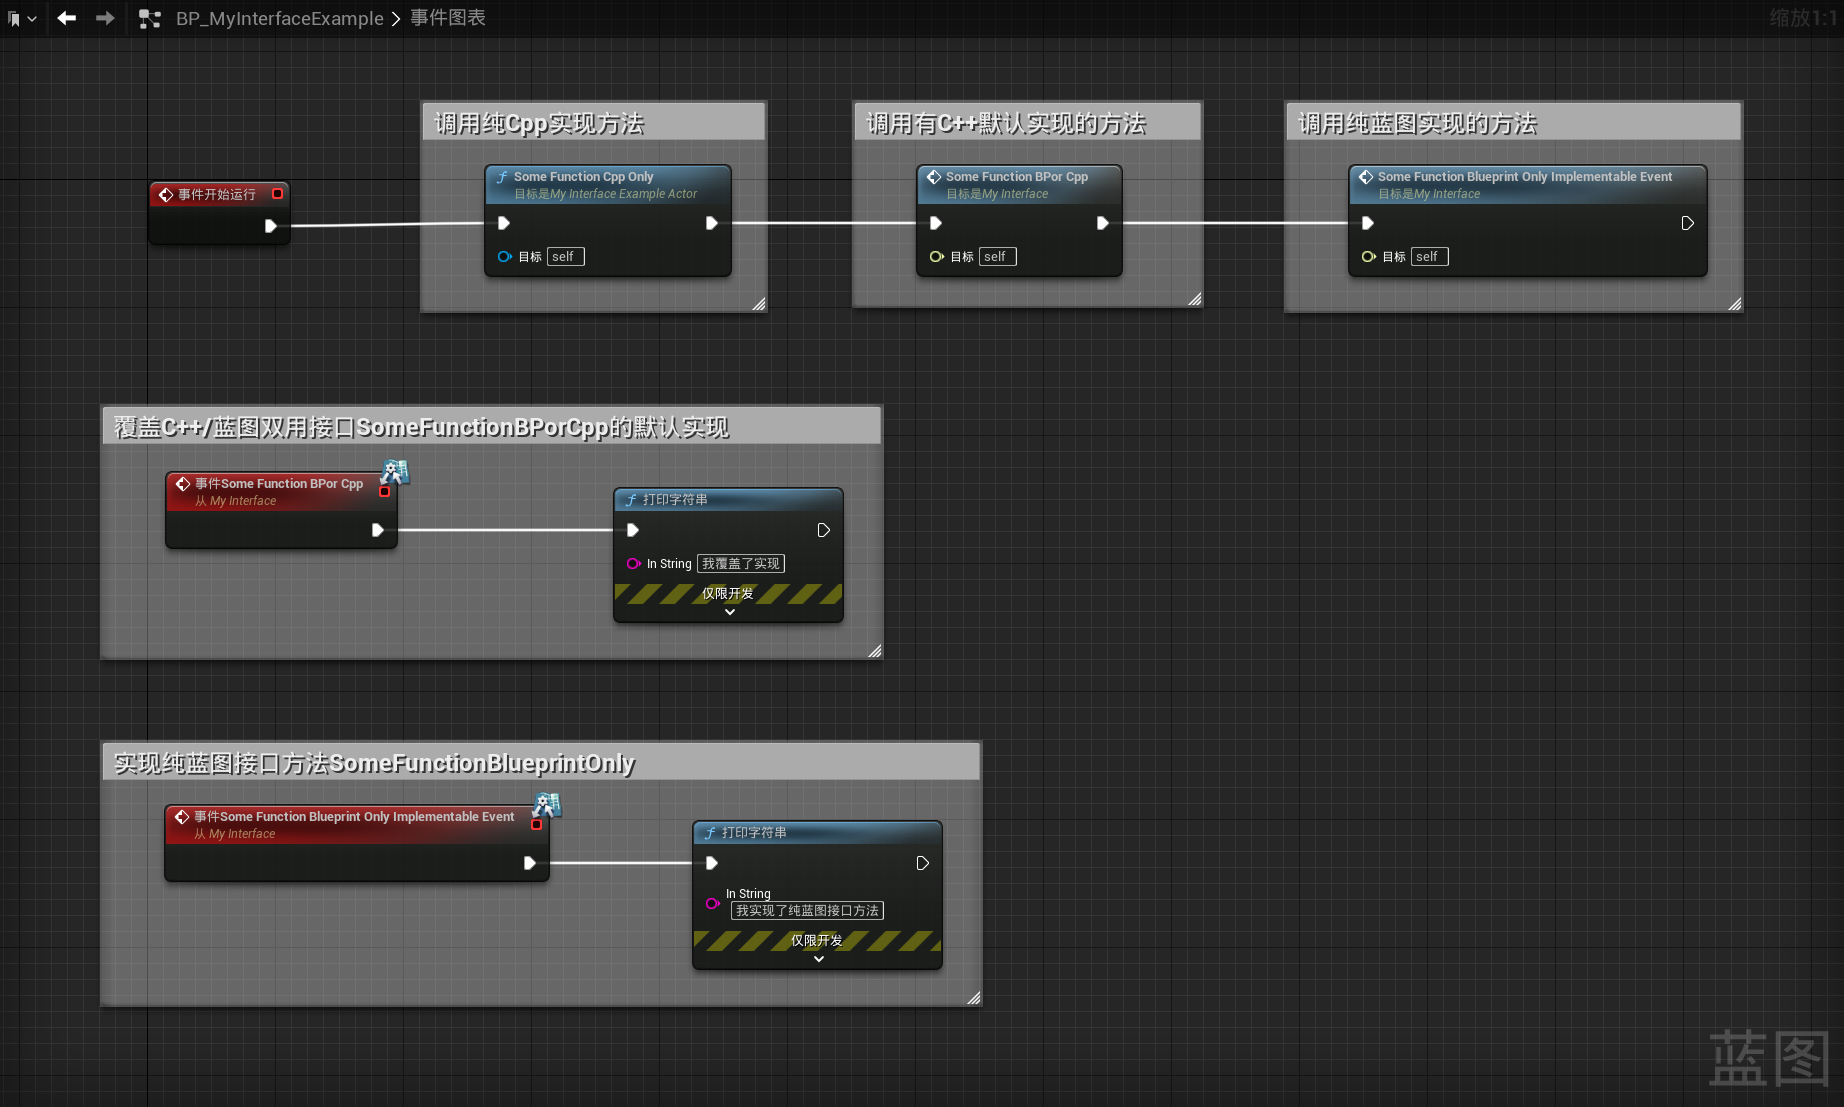 BP_MyInterfaceExample > 事件图表
缩放1:1
调用纯Cpp实现方法
调用有C++默认实现的方法
调用纯蓝图实现的方法
事件开始运行
Some Function Cpp Only
目标是My Interface Example Actor
目标 self
Some Function BPor Cpp
目标是My Interface
目标 self
Some Function Blueprint Only Implementable Event
目标是My Interface
目标 self
覆盖C++/蓝图双用接口SomeFunctionBPorCpp的默认实现
事件Some Function BPor Cpp
从 My Interface
打印字符串
In String 我覆盖了实现
仅限开发
实现纯蓝图接口方法SomeFunctionBlueprintOnly
事件Some Function Blueprint Only Implementable Event
从 My Interface
打印字符串
In String
我实现了纯蓝图接口方法
仅限开发
蓝图